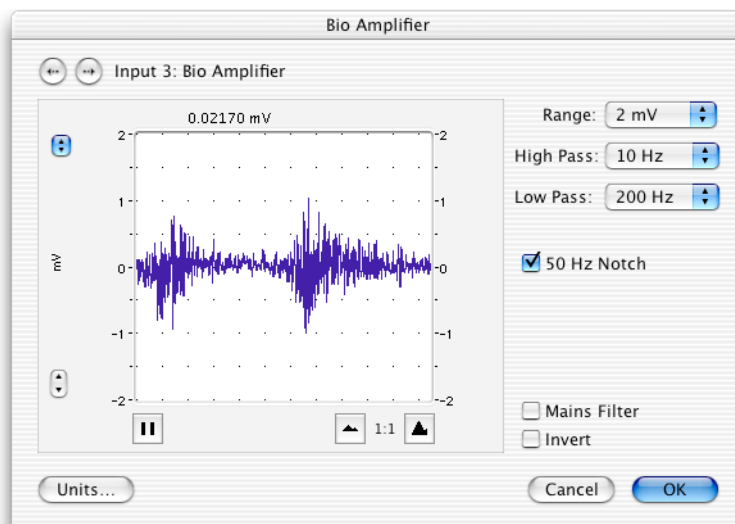 Bio Amplifier
Input 3: Bio Amplifier
0.02170 mV
Range: 2 mV
High Pass: 10 Hz
Low Pass: 200 Hz
50 Hz Notch
mV
2 2
1 1
0 0
-1 -1
-2 -2
1:1
Mains Filter
Invert
Units...
Cancel OK